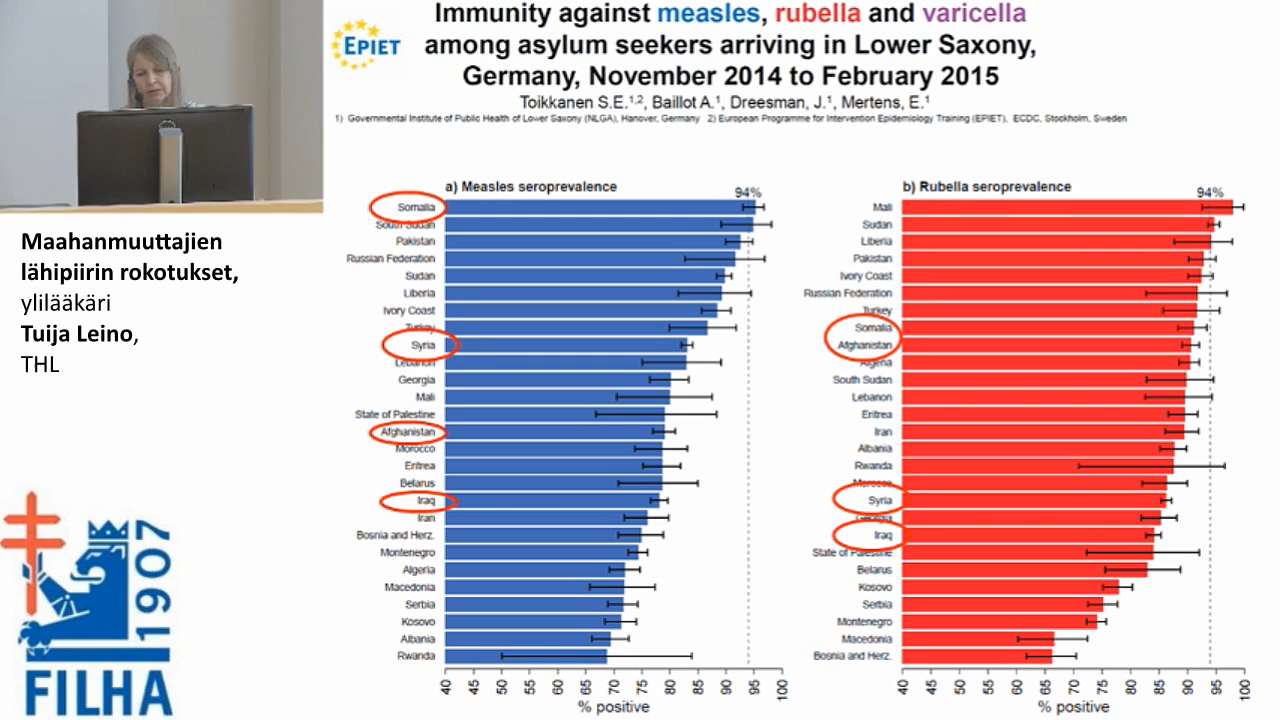 Immunity against measles, rubella and varicella
among asylum seekers arriving in Lower Saxony,
Germany, November 2014 to February 2015
EPIET
Toikkanen S.E.1,2, Baillot A.1, Dreesman, J.1, Mertens, E.1
1) Governmental Institute of Public Health of Lower Saxony (NLGA), Hanover, Germany 2) European Programme for Intervention Epidemiology Training (EPIET), ECDC, Stockholm, Sweden
Maahanmuuttajien
lähipiirin rokotukset,
ylilääkäri
Tuija Leino,
THL
1907
FILHA
a) Measles seroprevalence
94%
Somalia
South Sudan
Pakistan
Russian Federation
Sudan
Liberia
Ivory Coast
Turkey
Syria
Lebanon
Georgia
Mali
State of Palestine
Afghanistan
Morocco
Eritrea
Belarus
Iraq
Iran
Bosnia and Herz.
Montenegro
Algeria
Macedonia
Serbia
Kosovo
Albania
Rwanda
40 45 50 55 60 65 70 75 80 85 90 95 100
% positive
b) Rubella seroprevalence
94%
Mali
Sudan
Liberia
Pakistan
Ivory Coast
Russian Federation
Turkey
Somalia
Afghanistan
Algeria
South Sudan
Lebanon
Eritrea
Iran
Albania
Rwanda
Morocco
Syria
Georgia
Iraq
State of Palestine
Belarus
Kosovo
Serbia
Montenegro
Macedonia
Bosnia and Herz.
40 45 50 55 60 65 70 75 80 85 90 95 100
% positive